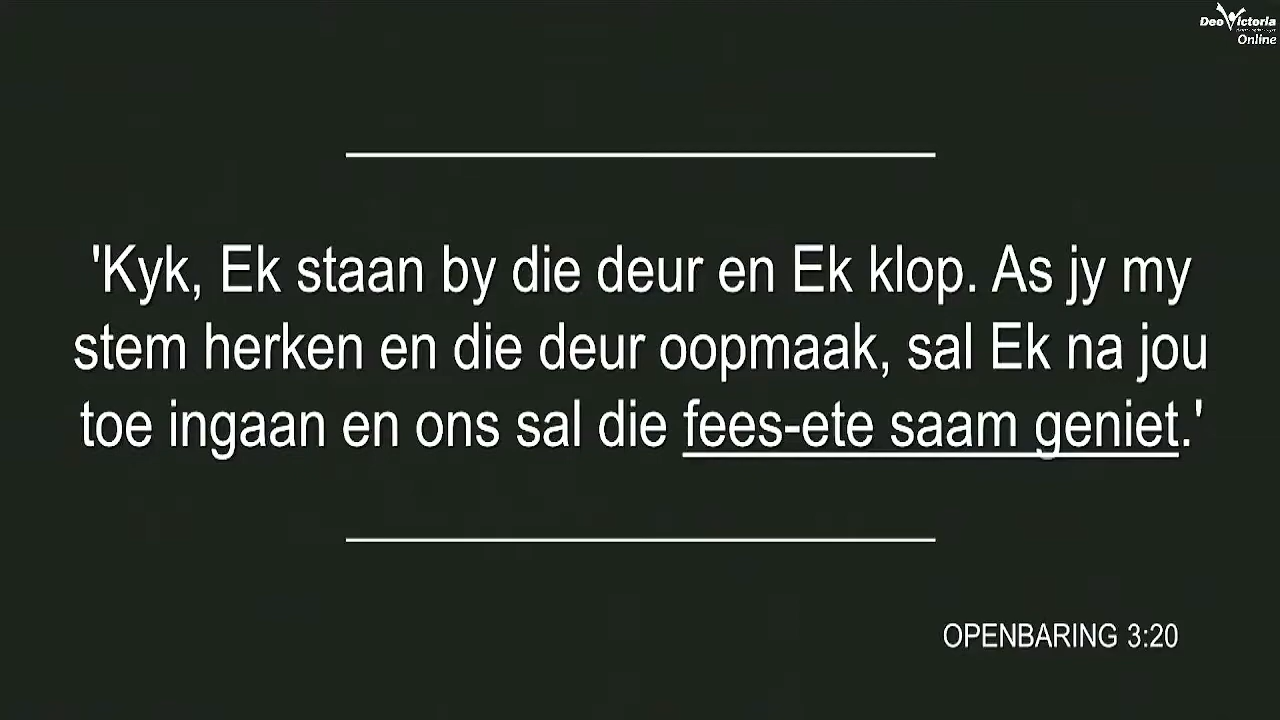 Deo Victoria
Online
'Kyk, Ek staan by die deur en Ek klop. As jy my
stem herken en die deur oopmaak, sal Ek na jou
toe ingaan en ons sal die fees-ete saam geniet.'
OPENBARING 3:20